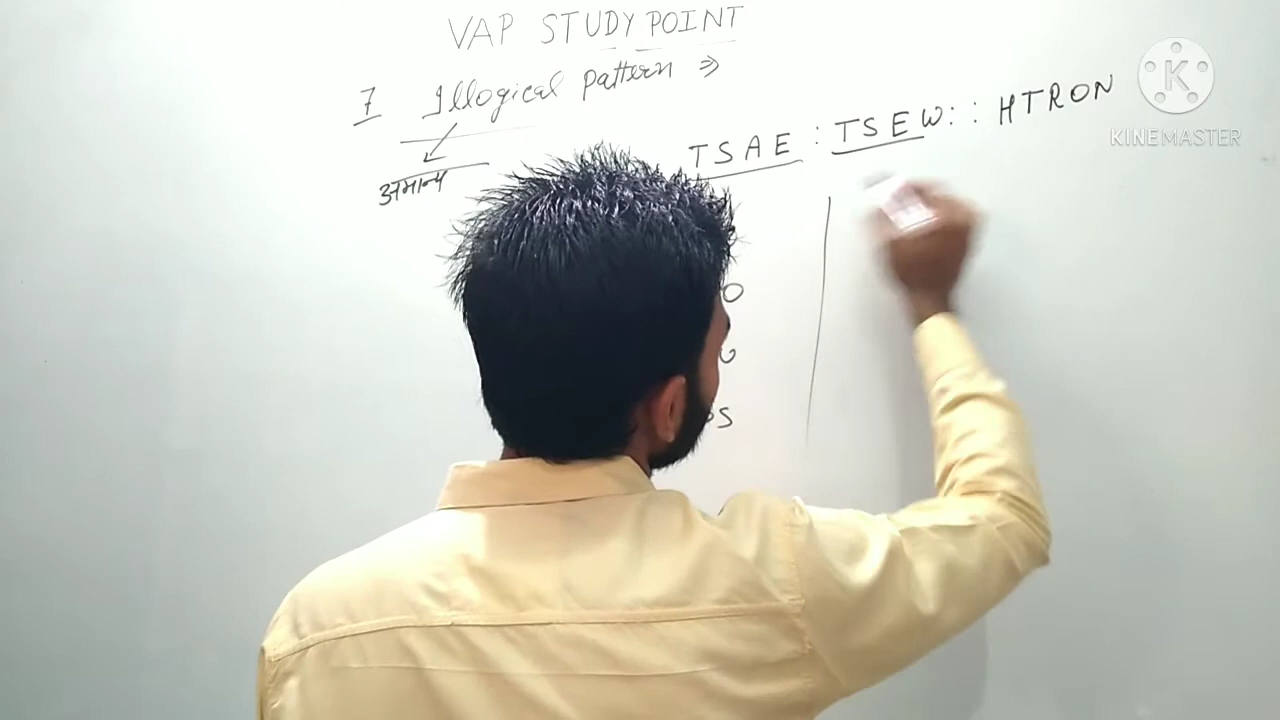 VAP STUDY POINT
7 Illogical pattern ⇒
अमान्य
TSAE : TSEW :: HTRON
K
KINEMASTER